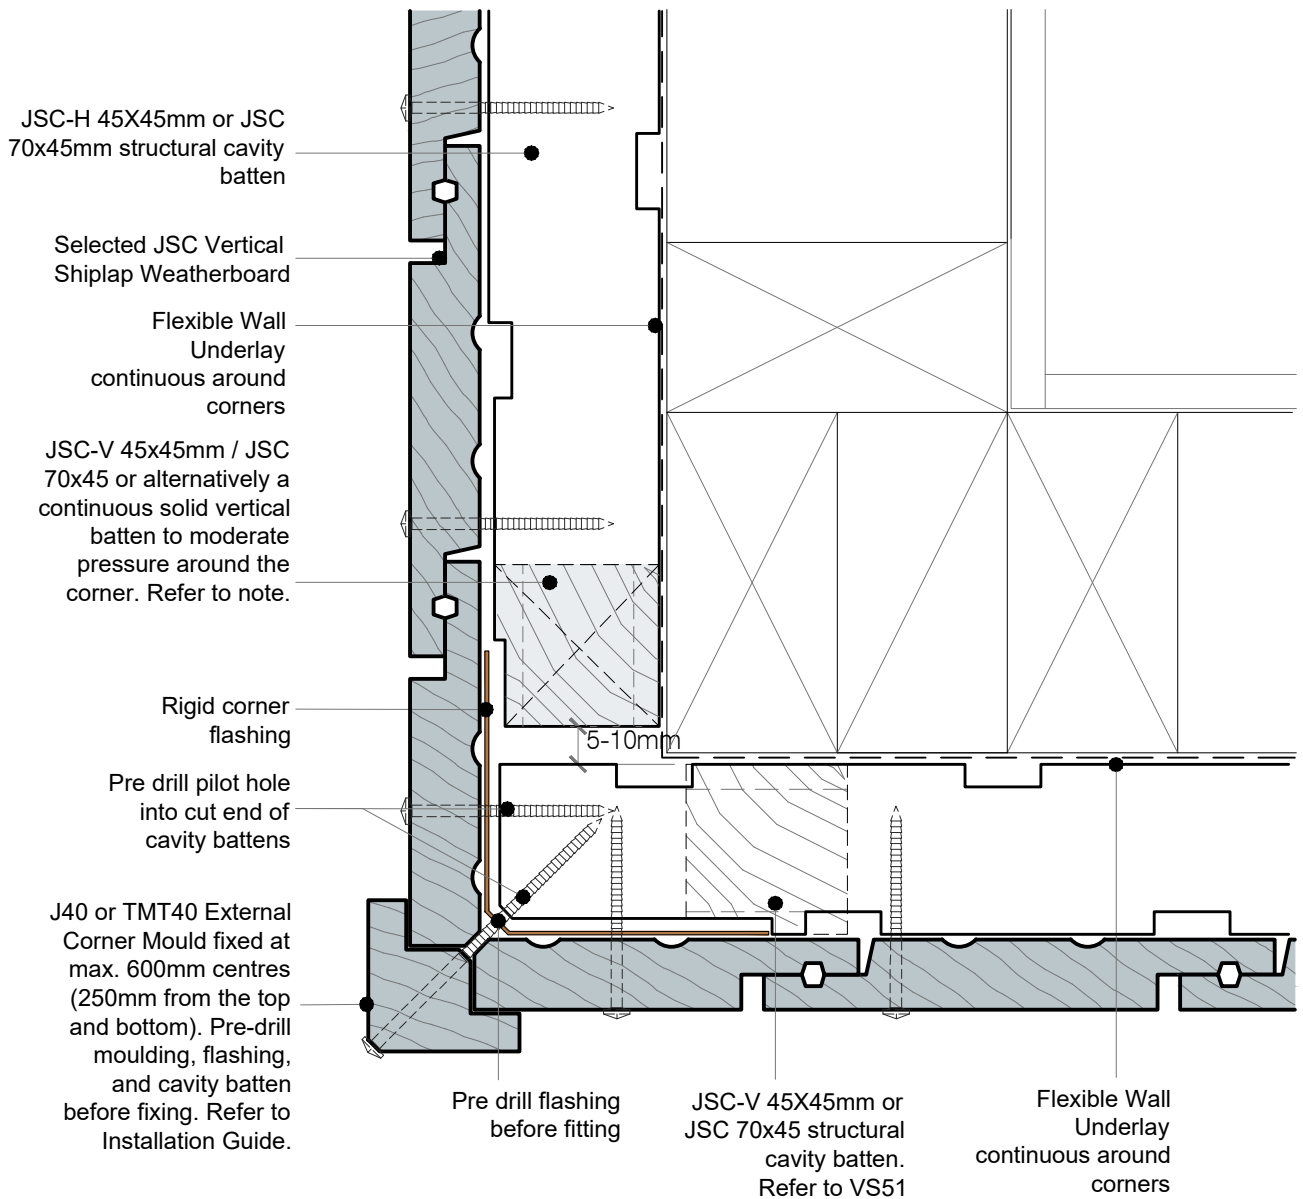 JSC-H 45X45mm or JSC
70x45mm structural cavity
batten
Selected JSC Vertical
Shiplap Weatherboard
Flexible Wall
Underlay
continuous around
corners
JSC-V 45x45mm / JSC
70x45 or alternatively a
continuous solid vertical
batten to moderate
pressure around the
corner. Refer to note.
Rigid corner
flashing
5-10mm
Pre drill pilot hole
into cut end of
cavity battens
J40 or TMT40 External
Corner Mould fixed at
max. 600mm centres
(250mm from the top
and bottom). Pre-drill
moulding, flashing,
and cavity batten
before fixing. Refer to
Installation Guide.
Pre drill flashing
before fitting
JSC-V 45X45mm or
JSC 70x45 structural
cavity batten.
Refer to VS51
Flexible Wall
Underlay
continuous around
corners